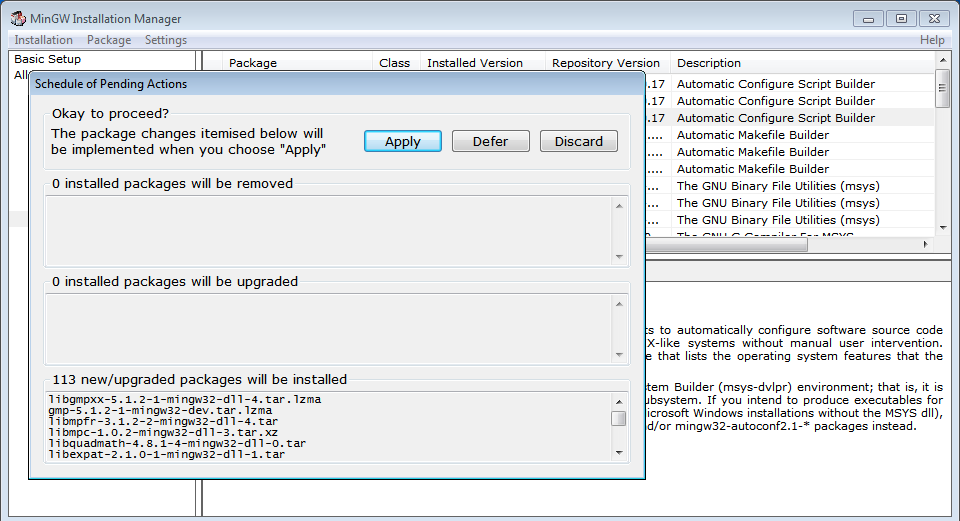 MinGW Installation Manager
Installation Package Settings Help
Basic Setup
All
Package Class Installed Version Repository Version Description
.17 Automatic Configure Script Builder
.17 Automatic Configure Script Builder
.17 Automatic Configure Script Builder
... Automatic Makefile Builder
... Automatic Makefile Builder
... Automatic Makefile Builder
... The GNU Binary File Utilities (msys)
... The GNU Binary File Utilities (msys)
... The GNU Binary File Utilities (msys)
The GNU C Compiler For MSYS
Schedule of Pending Actions
Okay to proceed?
The package changes itemised below will
be implemented when you choose "Apply"
Apply Defer Discard
0 installed packages will be removed
0 installed packages will be upgraded
113 new/upgraded packages will be installed
libgmpxx-5.1.2-1-mingw32-dll-4.tar.lzma
gmp-5.1.2-1-mingw32-dev.tar.lzma
libmpfr-3.1.2-2-mingw32-dll-4.tar
libmpc-1.0.2-mingw32-dll-3.tar.xz
libquadmath-4.8.1-4-mingw32-dll-0.tar
libexpat-2.1.0-1-mingw32-dll-1.tar
ts to automatically configure software source code
X-like systems without manual user intervention.
e that lists the operating system features that the
tem Builder (msys-dvlpr) environment; that is, it is
ubsystem. If you intend to produce executables for
icrosoft Windows installations without the MSYS dll),
nd/or mingw32-autoconf2.1-* packages instead.